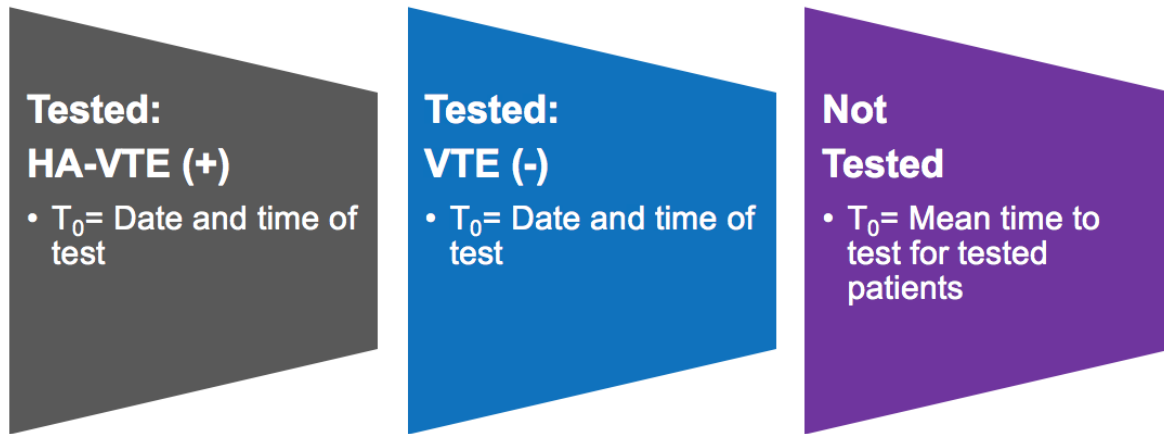 Tested:
HA-VTE (+)
• T₀= Date and time of
test
Tested:
VTE (-)
• T₀= Date and time of
test
Not
Tested
• T₀= Mean time to
test for tested
patients